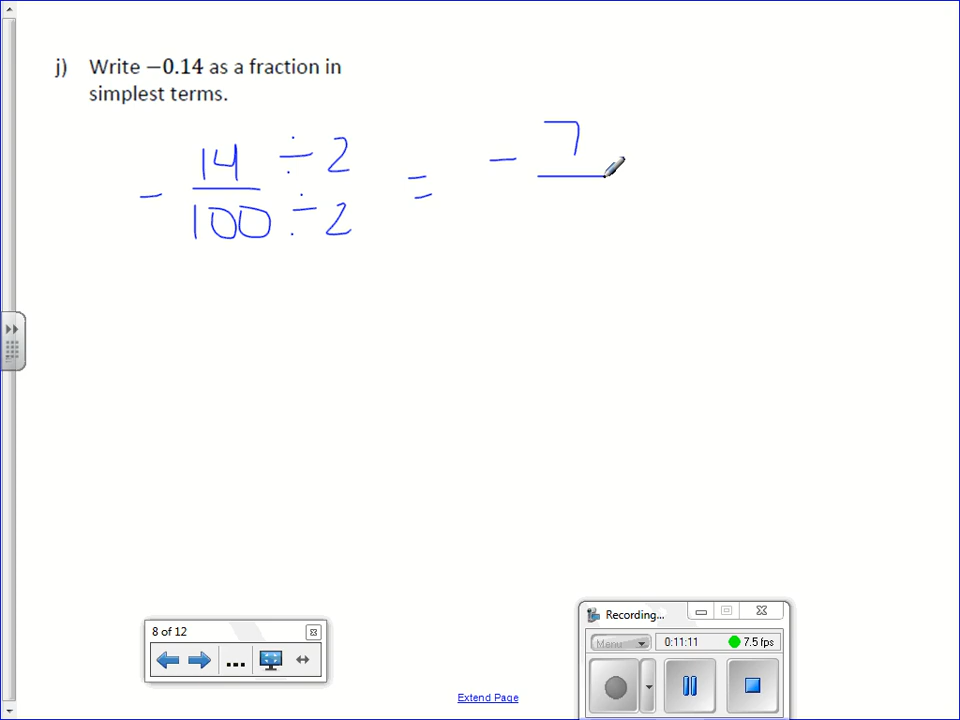 j) Write −0.14 as a fraction in
simplest terms.
- 14 ÷ 2 = - 7
100 ÷ 2
8 of 12
...
Recording...
Menu 0:11:11 7.5 fps
Extend Page